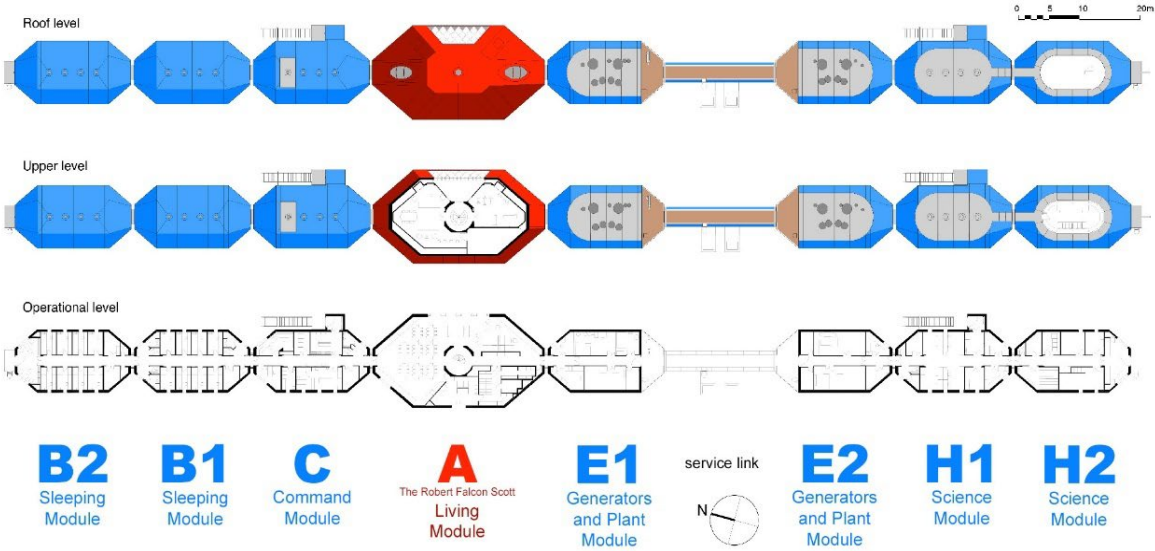 Roof level
0 5 10 20m
Upper level
Operational level
B2
Sleeping
Module
B1
Sleeping
Module
C
Command
Module
A
The Robert Falcon Scott
Living
Module
E1
Generators
and Plant
Module
service link
N
E2
Generators
and Plant
Module
H1
Science
Module
H2
Science
Module